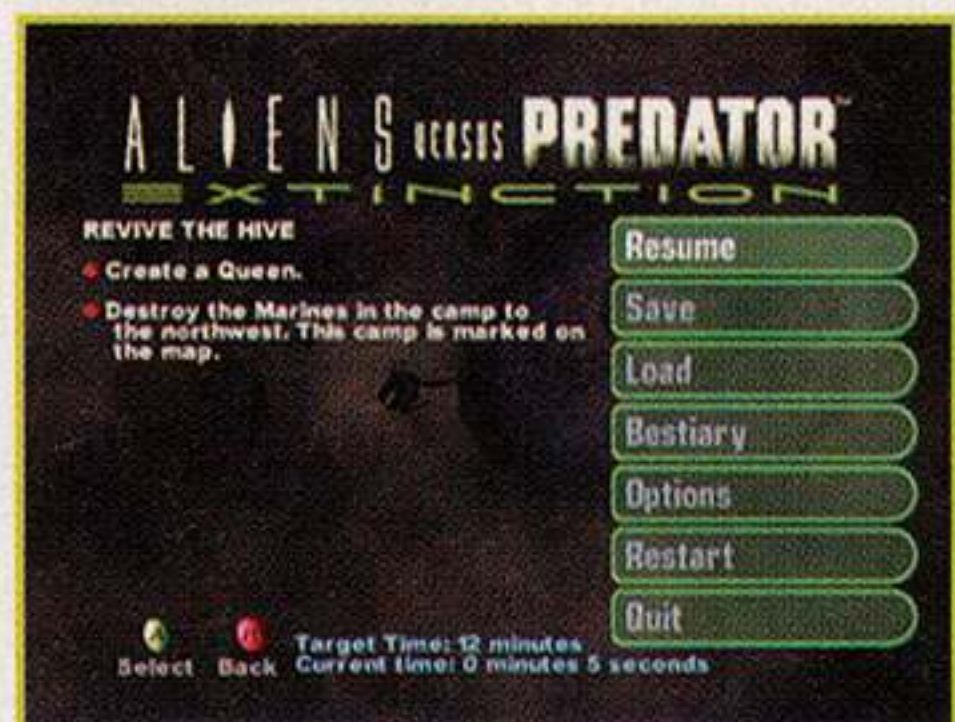 ALIENS VERSUS PREDATOR™
EXTINCTION
REVIVE THE HIVE
Create a Queen.
Destroy the Marines in the camp to
the northwest. This camp is marked on
the map.
Resume
Save
Load
Bestiary
Options
Restart
Quit
A
B
Select
Back
Target Time: 12 minutes
Current time: 0 minutes 5 seconds